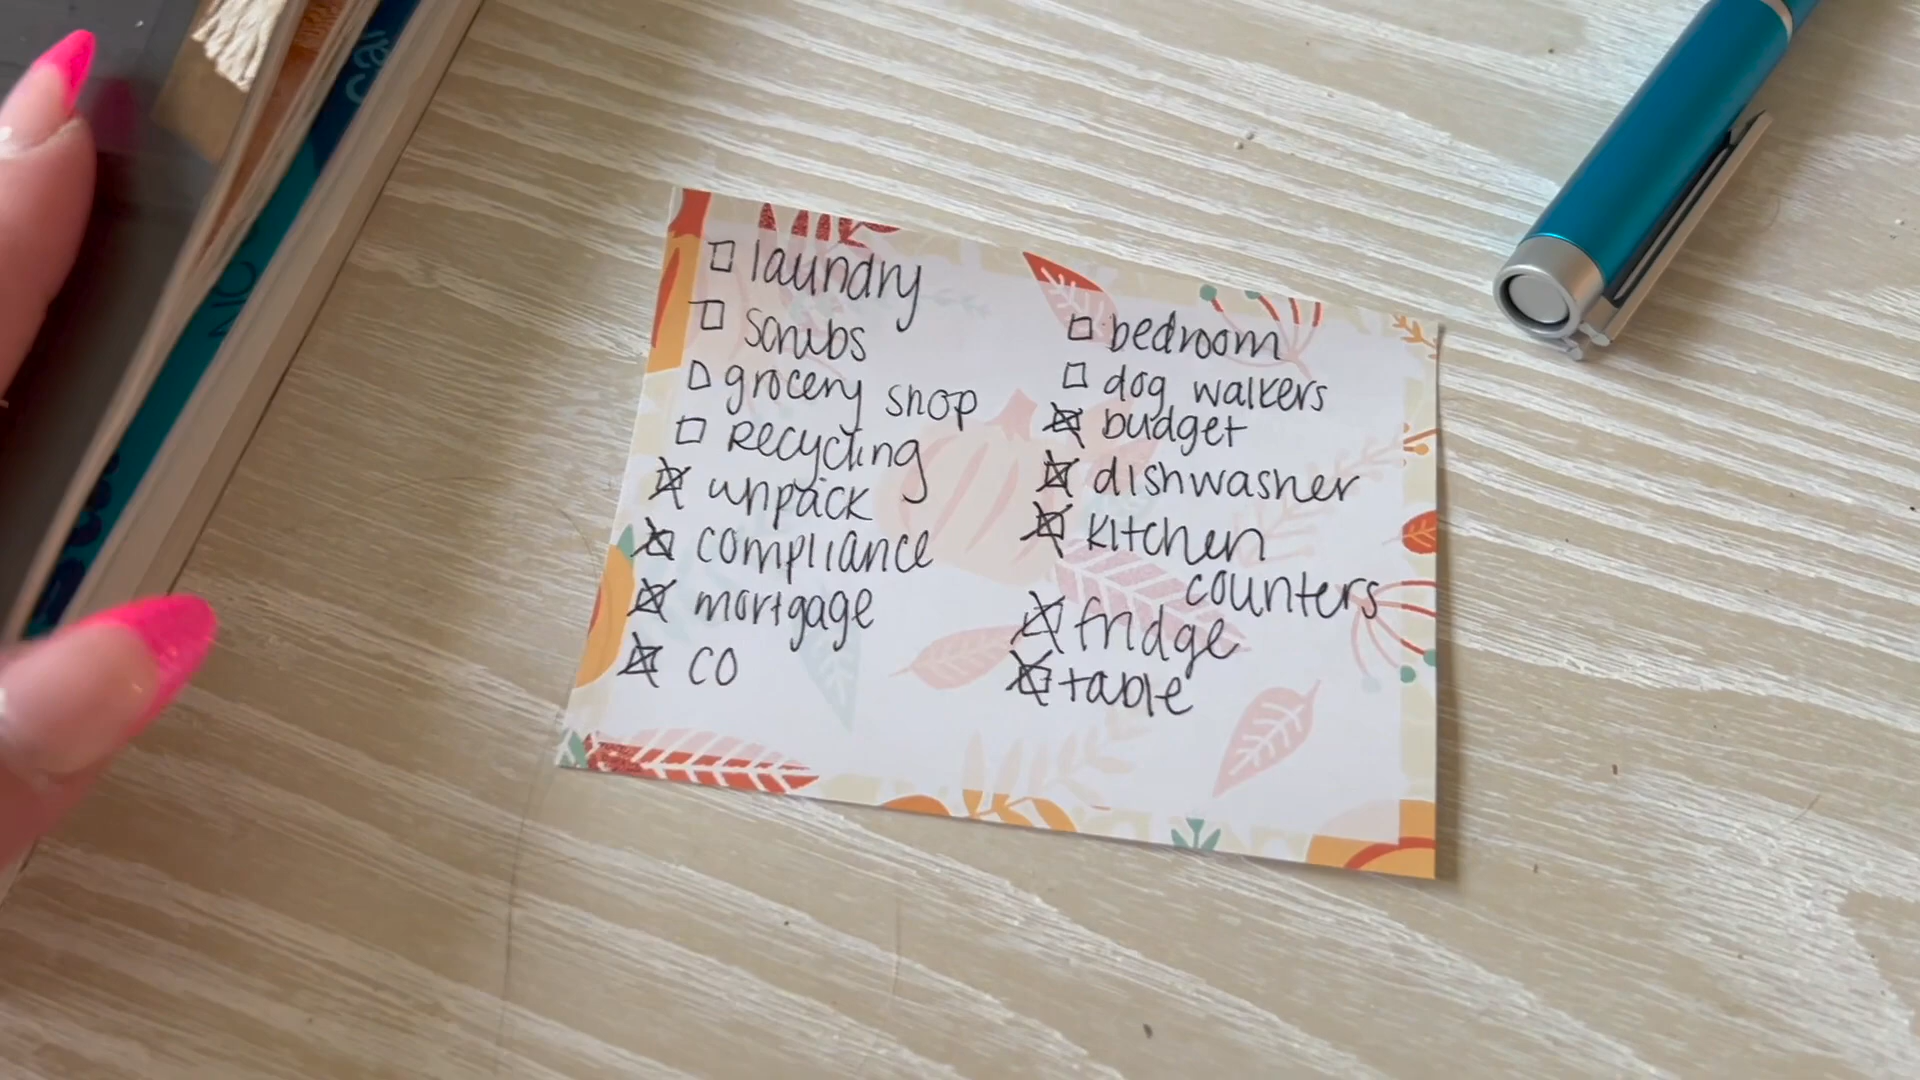 ☐ laundry
☐ scrubs
☐ grocery shop
☐ Recycling
☒ unpack
☒ compliance
☒ mortgage
☒ CO
☐ bedroom
☐ dog walkers
☒ budget
☒ dishwasher
☒ kitchen
counters
☒ fridge
☒ table